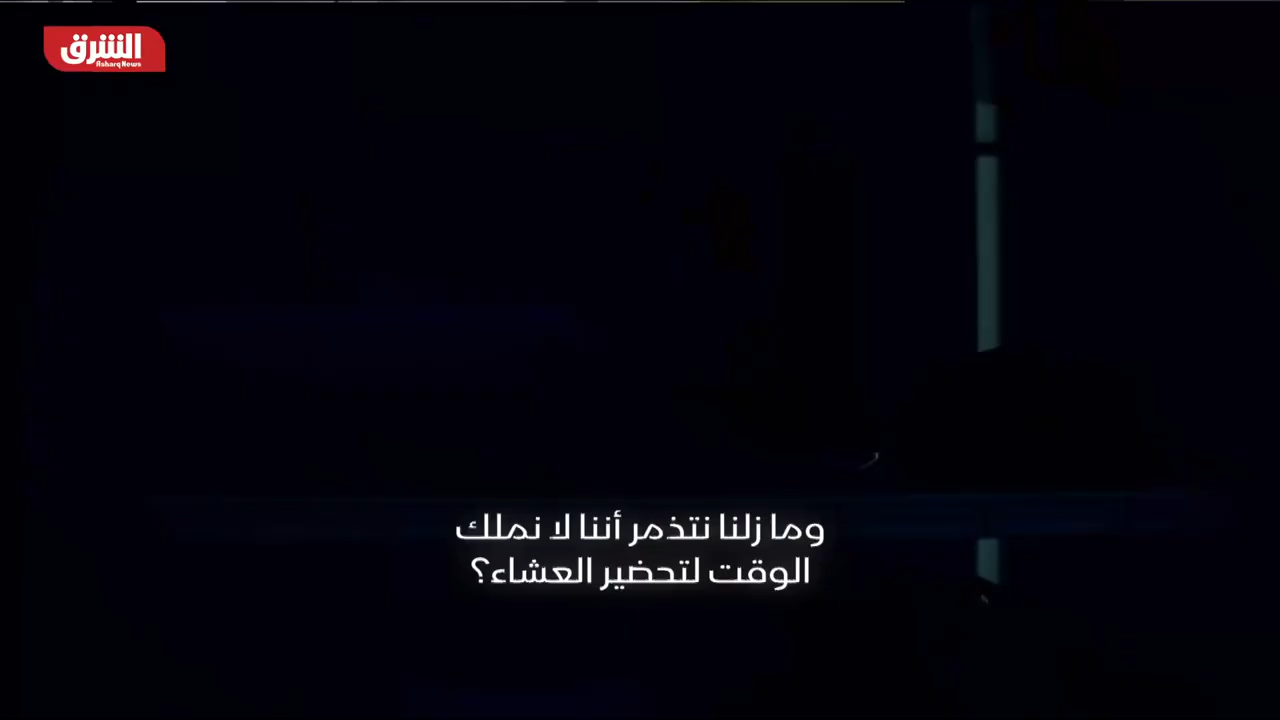 الشرق
Asharq News
وما زلنا نتذمر أننا لا نملك
الوقت لتحضير العشاء؟